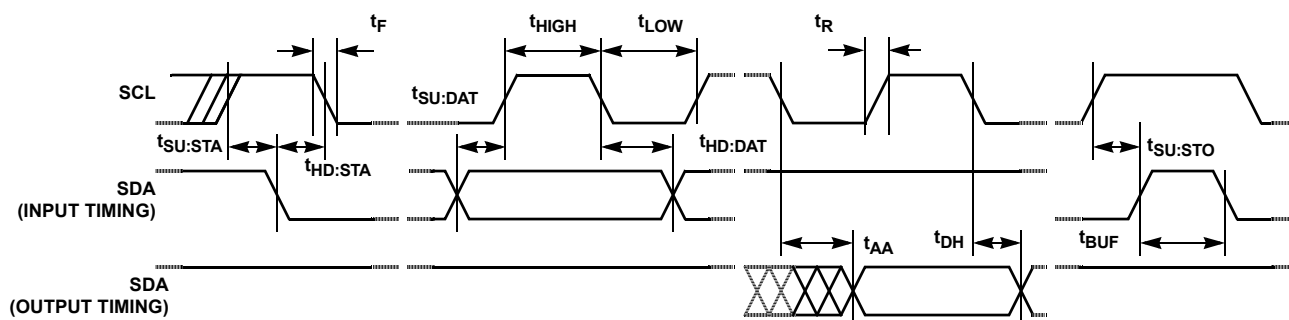 tF
tHIGH
tLOW
tR
SCL
tSU:DAT
tSU:STA
tHD:STA
tHD:DAT
tSU:STO
SDA
(INPUT TIMING)
tAA
tDH
tBUF
SDA
(OUTPUT TIMING)